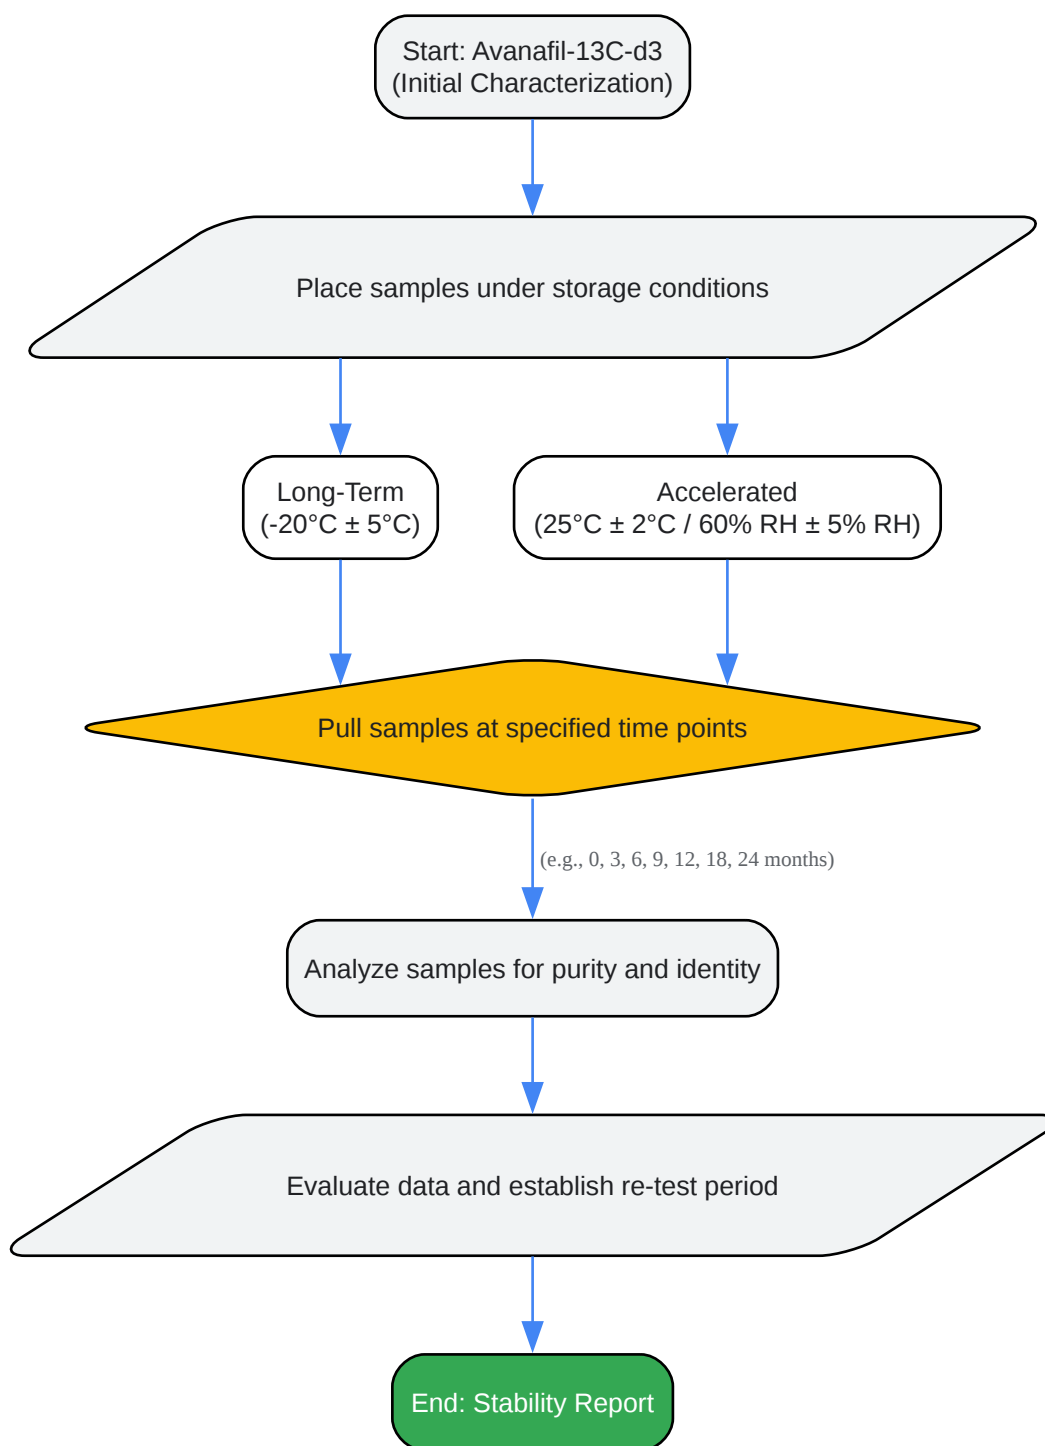 Start: Avanafil-13C-d3
(Initial Characterization)
Place samples under storage conditions
Long-Term
(-20°C ± 5°C)
Accelerated
(25°C ± 2°C / 60% RH ± 5% RH)
Pull samples at specified time points
(e.g., 0, 3, 6, 9, 12, 18, 24 months)
Analyze samples for purity and identity
Evaluate data and establish re-test period
End: Stability Report